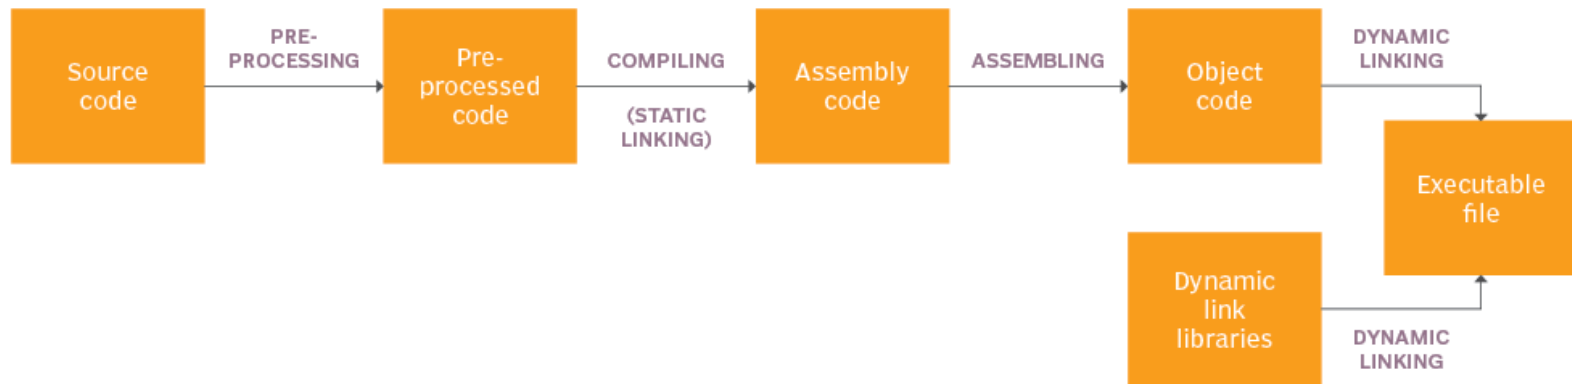 Source
code
PRE-
PROCESSING
Pre-
processed
code
COMPILING
(STATIC
LINKING)
Assembly
code
ASSEMBLING
Object
code
DYNAMIC
LINKING
Executable
file
Dynamic
link
libraries
DYNAMIC
LINKING